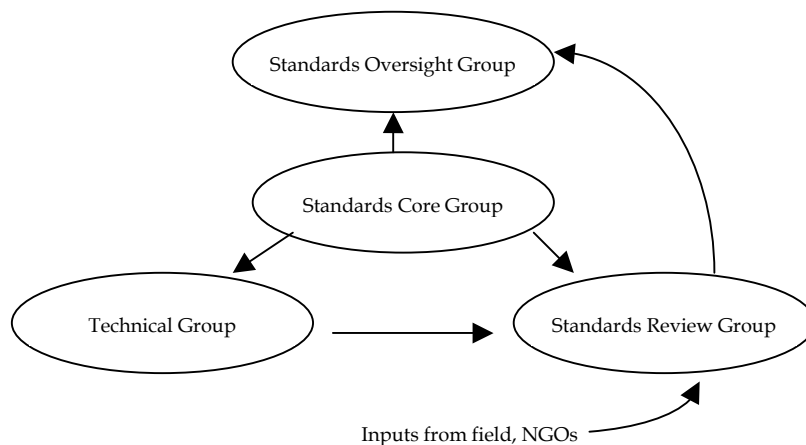 Standards Oversight Group
Standards Core Group
Technical Group
Standards Review Group
Inputs from field, NGOs